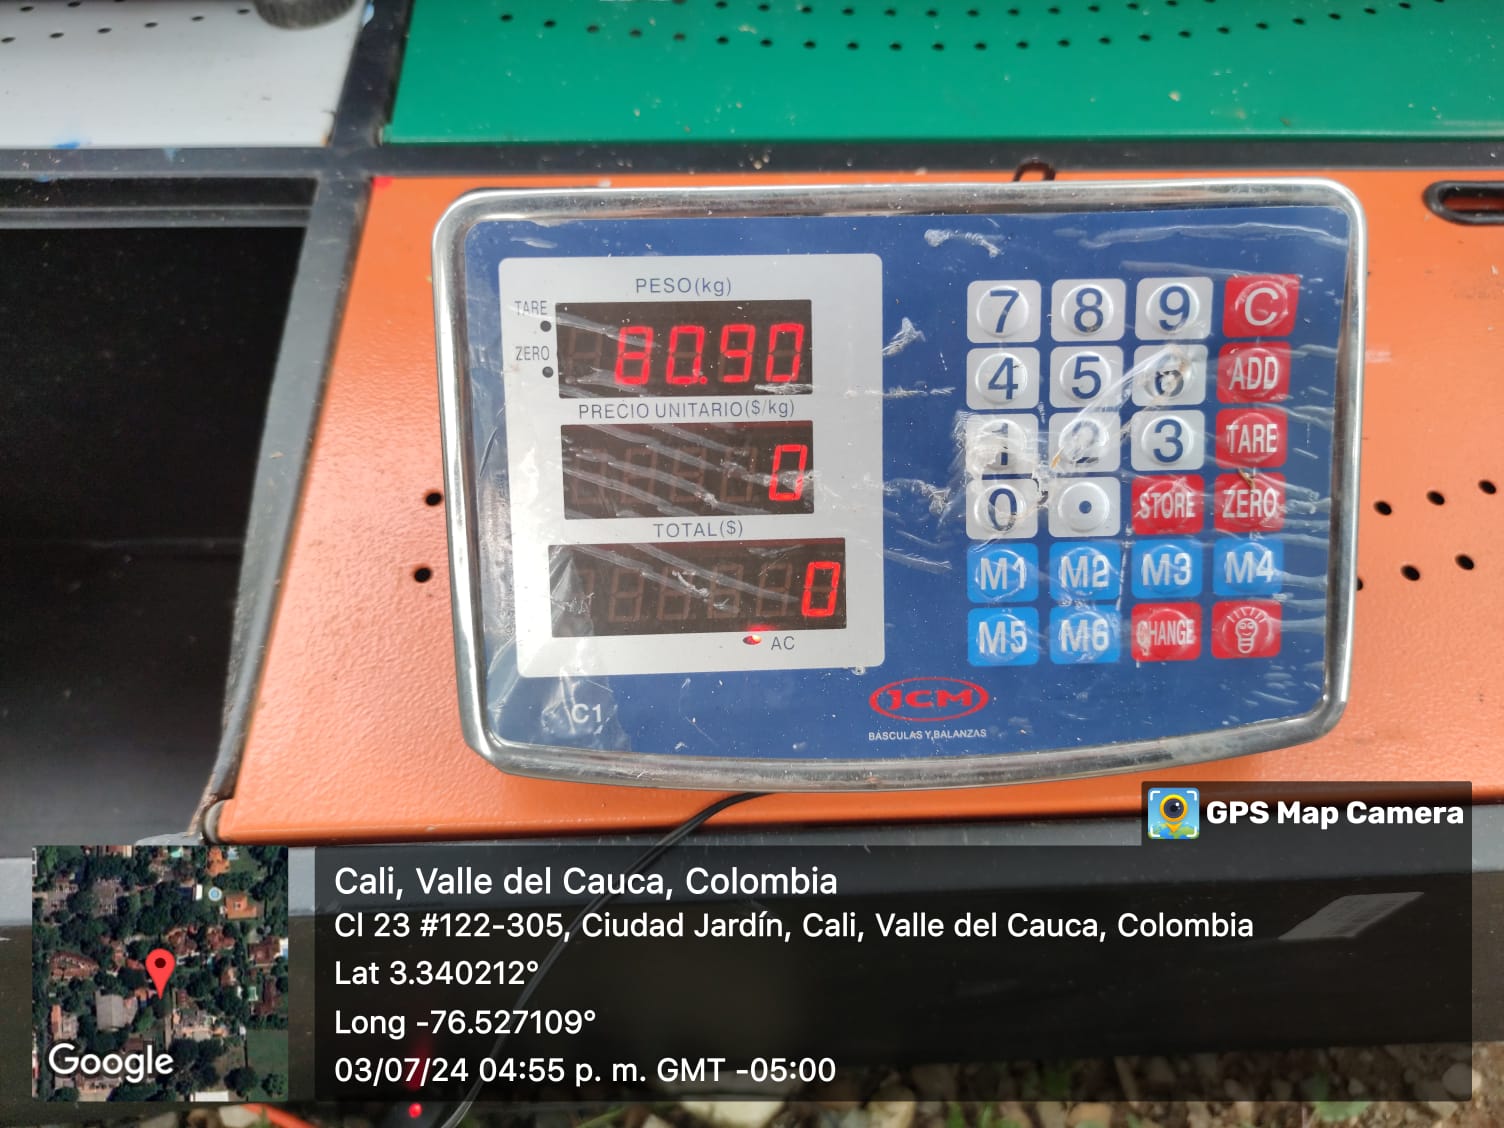 PESO(kg)
TARE
ZERO
80.90
PRECIO UNITARIO($/kg)
0
TOTAL($)
0
AC
C1
7 8 9 C
4 5 6 ADD
1 2 3 TARE
0 . STORE ZERO
M1 M2 M3 M4
M5 M6 CHANGE
JCM
BASCULAS Y BALANZAS
GPS Map Camera
Google
Cali, Valle del Cauca, Colombia
Cl 23 #122-305, Ciudad Jardín, Cali, Valle del Cauca, Colombia
Lat 3.340212°
Long -76.527109°
03/07/24 04:55 p. m. GMT -05:00